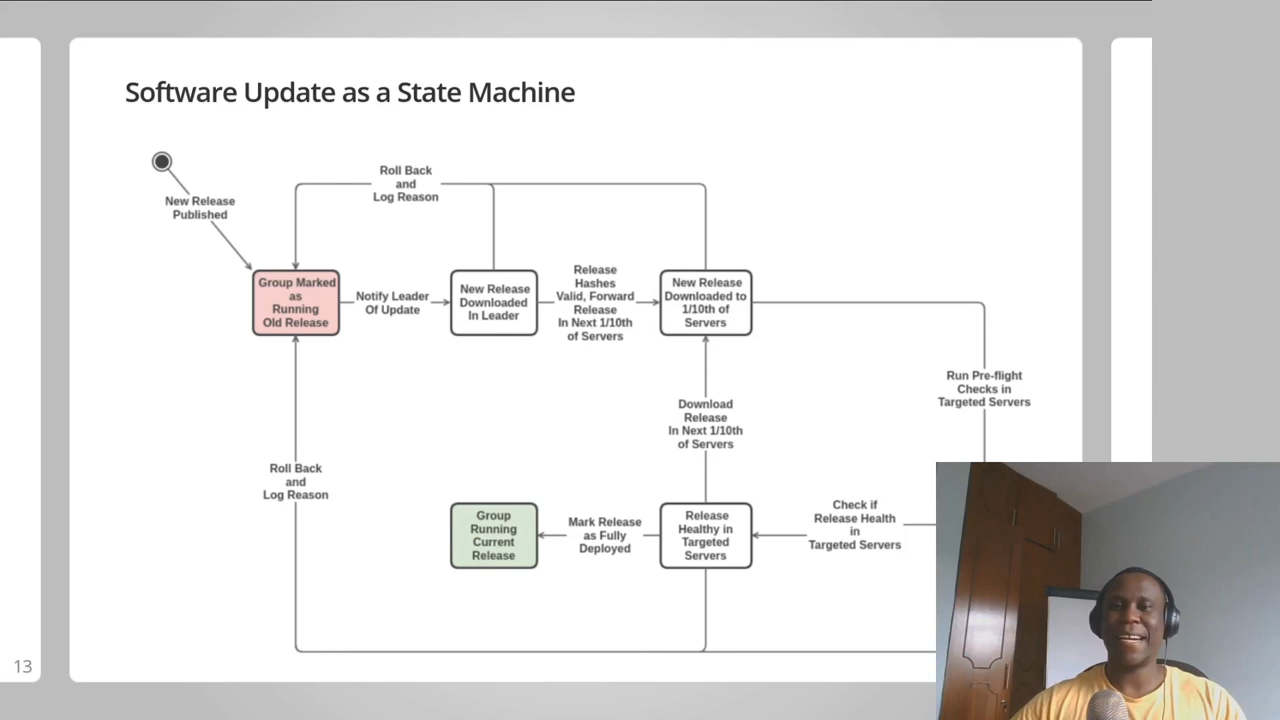 Software Update as a State Machine
Roll Back
and
Log Reason
New Release
Published
Group Marked
as
Running
Old Release
Notify Leader
Of Update
New Release
Downloaded
In Leader
Release
Hashes
Valid, Forward
Release
In Next 1/10th
of Servers
New Release
Downloaded to
1/10th of
Servers
Run Pre-flight
Checks in
Targeted Servers
Download
Release
In Next 1/10th
of Servers
Roll Back
and
Log Reason
Group
Running
Current
Release
Mark Release
as Fully
Deployed
Release
Healthy in
Targeted
Servers
Check if
Release Health
in
Targeted Servers
13